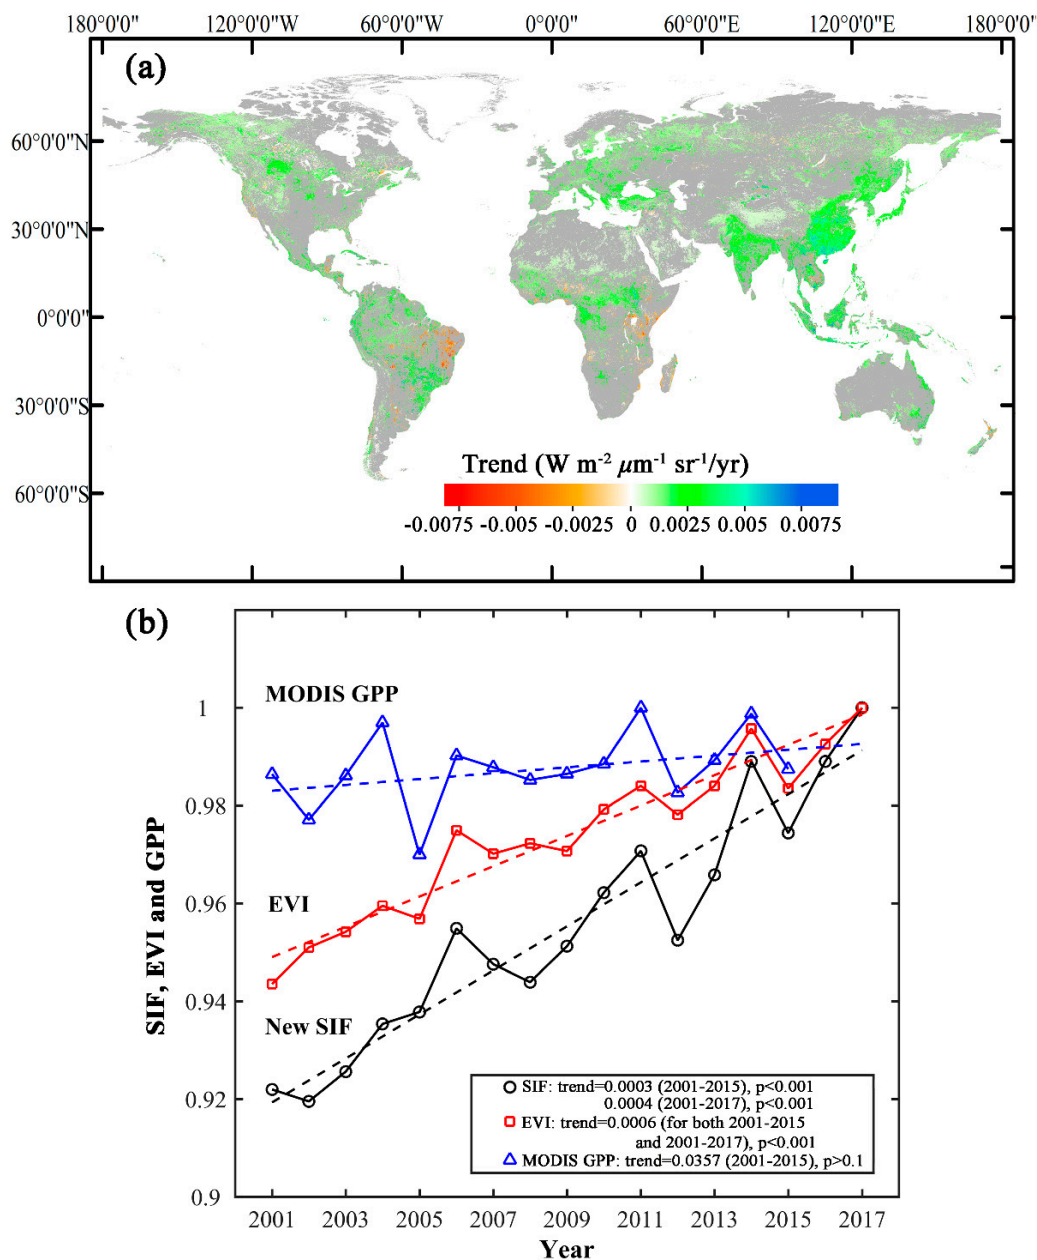 180°0'0" 120°0'0"W 60°0'0"W 0°0'0" 60°0'0"E 120°0'0"E 180°0'0"
(a)
60°0'0"N
30°0'0"N
0°0'0"
30°0'0"S
60°0'0"S
Trend (W m⁻² μm⁻¹ sr⁻¹/yr)
-0.0075 -0.005 -0.0025 0 0.0025 0.005 0.0075
(b)
MODIS GPP
EVI
New SIF
SIF, EVI and GPP
1
0.98
0.96
0.94
0.92
0.9
SIF: trend=0.0003 (2001-2015), p<0.001
0.0004 (2001-2017), p<0.001
EVI: trend=0.0006 (for both 2001-2015
and 2001-2017), p<0.001
MODIS GPP: trend=0.0357 (2001-2015), p>0.1
2001 2003 2005 2007 2009 2011 2013 2015 2017
Year